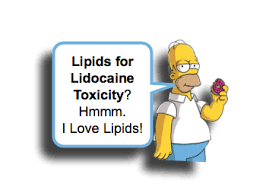 Lipids for
Lidocaine
Toxicity?
Hmmm.
I Love Lipids!